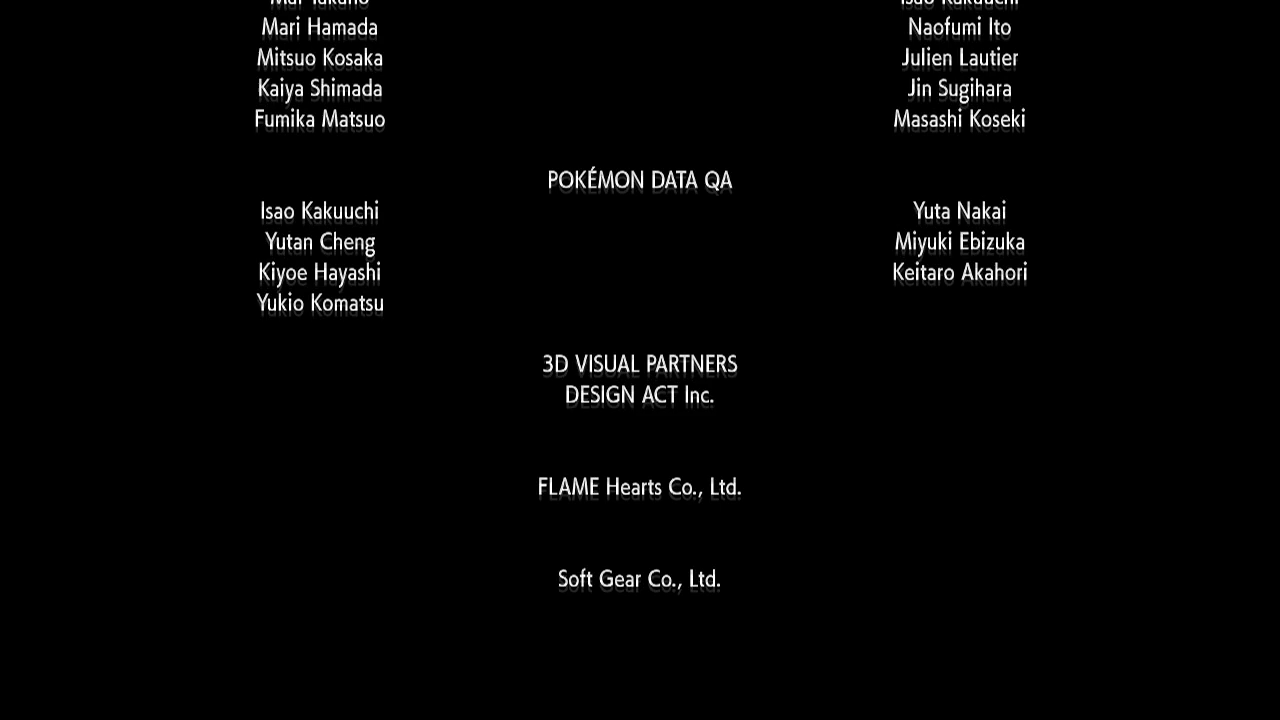 Mari Hamada Naofumi Ito
Mitsuo Kosaka Julien Lautier
Kaiya Shimada Jin Sugihara
Fumika Matsuo Masashi Koseki
POKÉMON DATA QA
Isao Kakuuchi Yuta Nakai
Yutan Cheng Miyuki Ebizuka
Kiyoe Hayashi Keitaro Akahori
Yukio Komatsu
3D VISUAL PARTNERS
DESIGN ACT Inc.
FLAME Hearts Co., Ltd.
Soft Gear Co., Ltd.